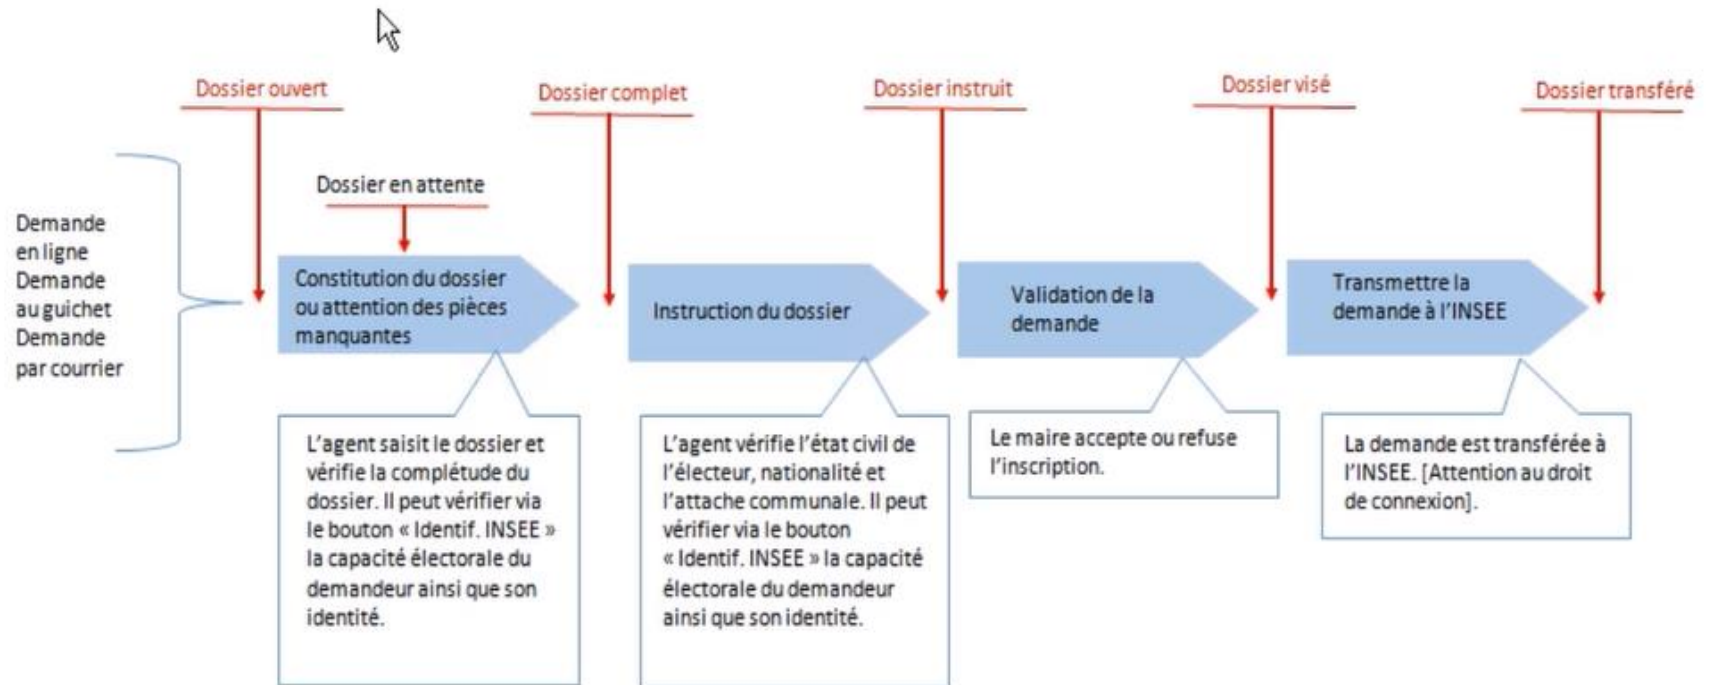 Dossier ouvert
Dossier complet
Dossier instruit
Dossier visé
Dossier transféré
Dossier en attente
Demande
en ligne
Demande
au guichet
Demande
par courrier
Constitution du dossier
ou attention des pièces
manquantes
Instruction du dossier
Validation de la
demande
Transmettre la
demande à l'INSEE
L'agent saisit le dossier et
vérifie la complétude du
dossier. Il peut vérifier via
le bouton « Identif. INSEE »
la capacité électorale du
demandeur ainsi que son
identité.
L'agent vérifie l'état civil de
l'électeur, nationalité et
l'attache communale. Il peut
vérifier via le bouton
« Identif. INSEE » la capacité
électorale du demandeur
ainsi que son identité.
Le maire accepte ou refuse
l'inscription.
La demande est transférée à
l'INSEE. [Attention au droit
de connexion].